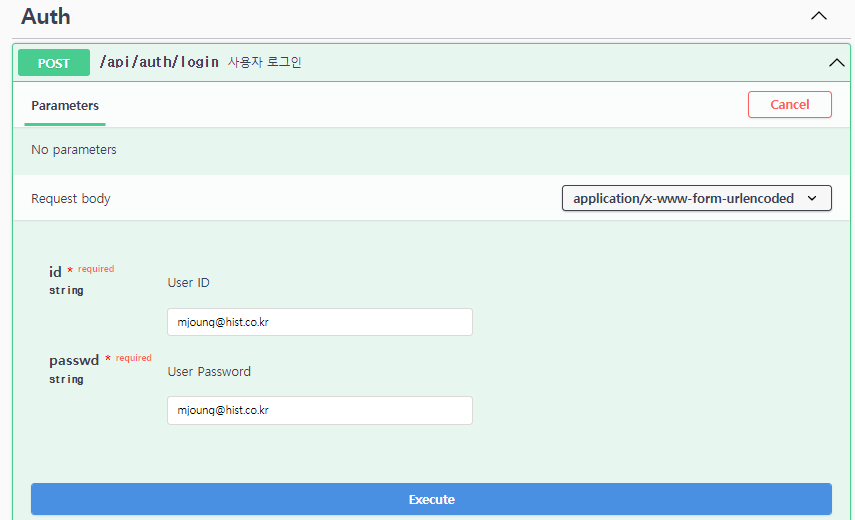 Auth
POST /api/auth/login 사용자 로그인
Parameters
Cancel
No parameters
Request body
application/x-www-form-urlencoded
id * required
string
User ID
mjounq@hist.co.kr
passwd * required
string
User Password
mjounq@hist.co.kr
Execute